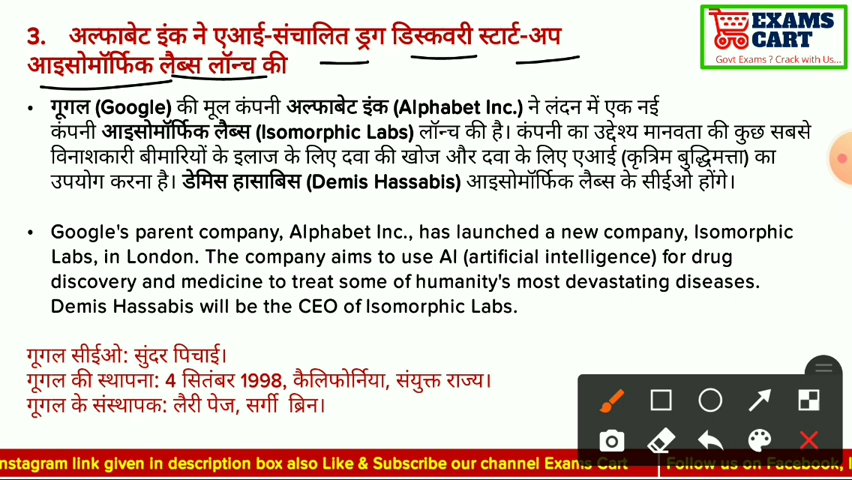 3. अल्फाबेट इंक ने एआई-संचालित ड्रग डिस्कवरी स्टार्ट-अप
आइसोमॉर्फिक लैब्स लॉन्च की
EXAMS
CART
Govt Exams ? Crack with Us...
• गूगल (Google) की मूल कंपनी अल्फाबेट इंक (Alphabet Inc.) ने लंदन में एक नई
कंपनी आइसोमॉर्फिक लैब्स (Isomorphic Labs) लॉन्च की है। कंपनी का उद्देश्य मानवता की कुछ सबसे
विनाशकारी बीमारियों के इलाज के लिए दवा की खोज और दवा के लिए एआई (कृत्रिम बुद्धिमत्ता) का
उपयोग करना है। डेमिस हासाबिस (Demis Hassabis) आइसोमॉर्फिक लैब्स के सीईओ होंगे।
• Google's parent company, Alphabet Inc., has launched a new company, Isomorphic
Labs, in London. The company aims to use AI (artificial intelligence) for drug
discovery and medicine to treat some of humanity's most devastating diseases.
Demis Hassabis will be the CEO of Isomorphic Labs.
गूगल सीईओ: सुंदर पिचाई।
गूगल की स्थापना: 4 सितंबर 1998, कैलिफोर्निया, संयुक्त राज्य।
गूगल के संस्थापक: लैरी पेज, सर्गी ब्रिन।
nstagram link given in description box also Like & Subscribe our channel Exams Cart Follow us on Facebook,